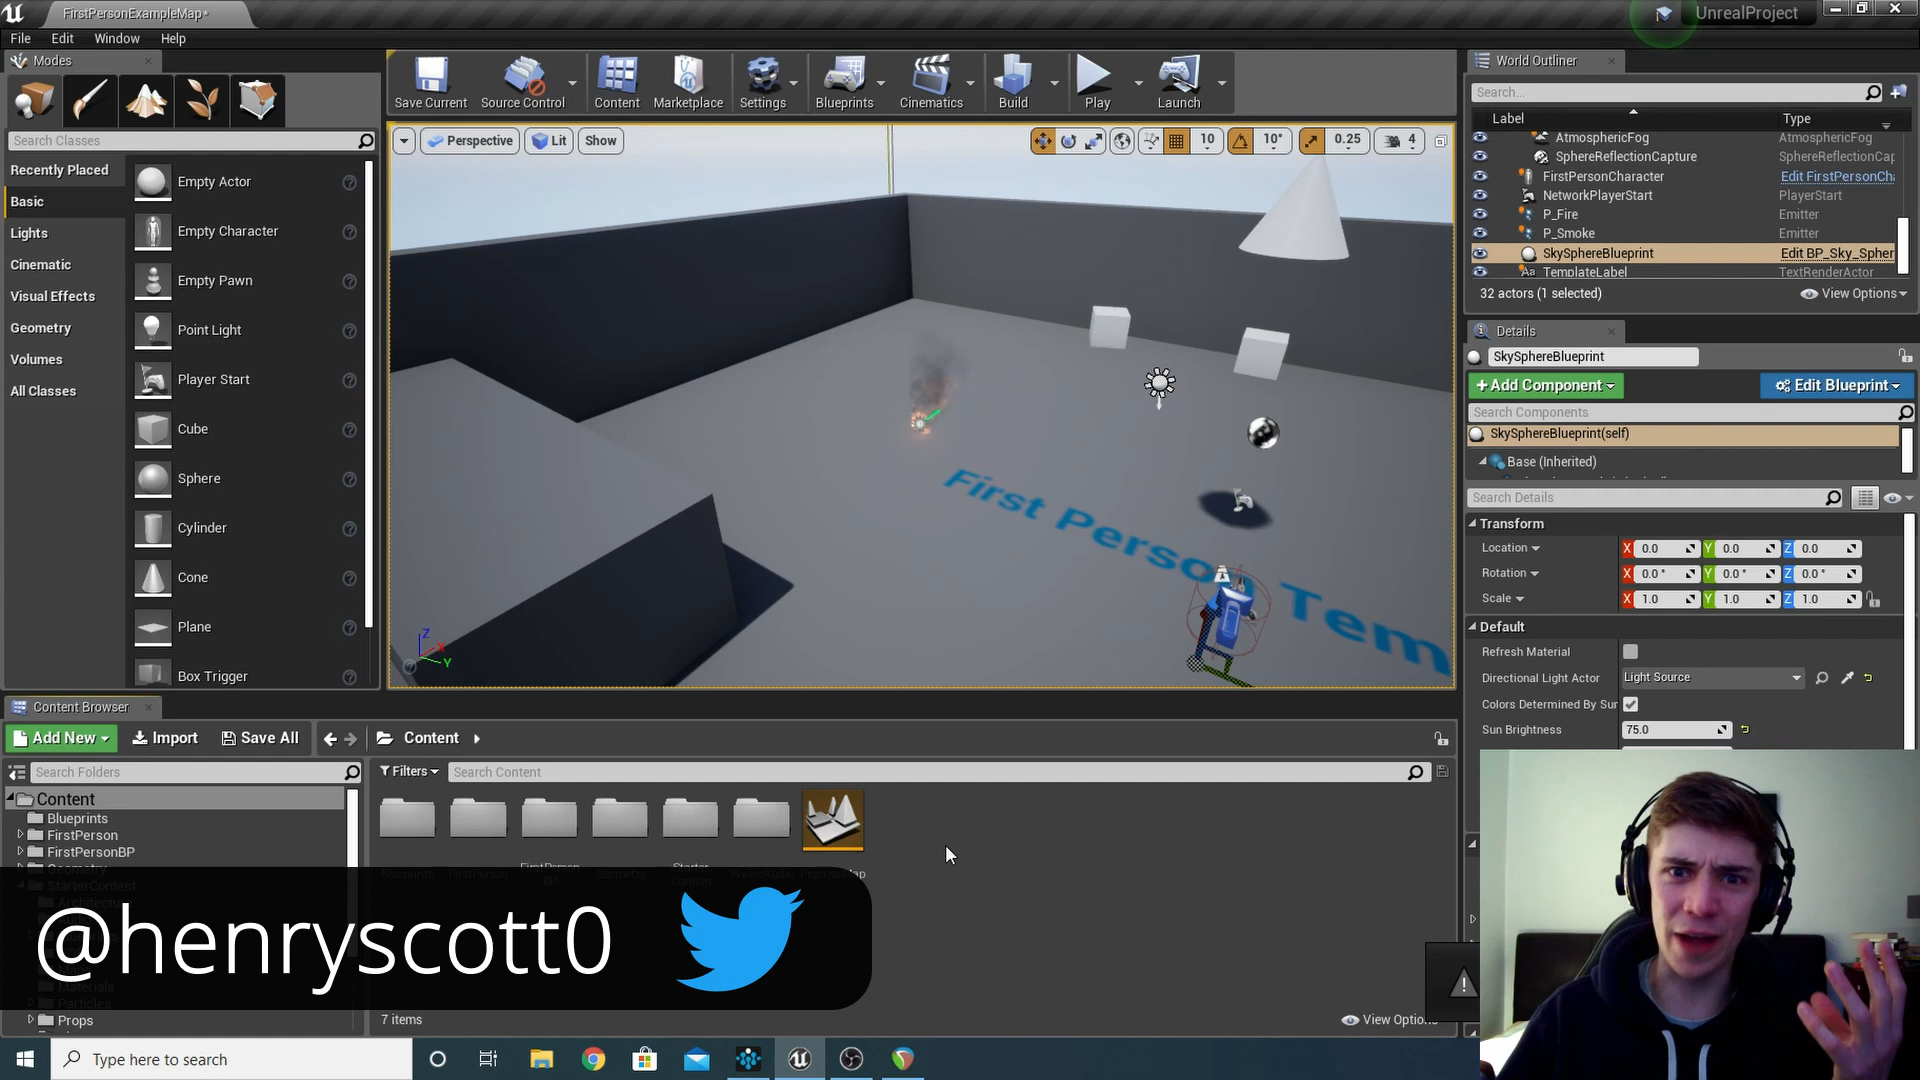 FirstPersonExampleMap*
UnrealProject
File Edit Window Help
Modes
Search Classes
Recently Placed
Basic
Lights
Cinematic
Visual Effects
Geometry
Volumes
All Classes
Empty Actor
Empty Character
Empty Pawn
Point Light
Player Start
Cube
Sphere
Cylinder
Cone
Plane
Box Trigger
Save Current
Source Control
Content
Marketplace
Settings
Blueprints
Cinematics
Build
Play
Launch
Perspective
Lit
Show
10
10°
0.25
4
First Person Tem
Z
X
Y
World Outliner
Search...
Label Type
AtmosphericFog AtmosphericFog
SphereReflectionCapture SphereReflectionCap
FirstPersonCharacter Edit FirstPersonCh
NetworkPlayerStart PlayerStart
P_Fire Emitter
P_Smoke Emitter
SkySphereBlueprint Edit BP_Sky_Spher
TemplateLabel TextRenderActor
32 actors (1 selected)
View Options
Details
SkySphereBlueprint
+Add Component
Edit Blueprint
Search Components
SkySphereBlueprint(self)
Base (Inherited)
Search Details
Transform
Location X 0.0 Y 0.0 Z 0.0
Rotation X 0.0° Y 0.0° Z 0.0°
Scale X 1.0 Y 1.0 Z 1.0
Default
Refresh Material
Directional Light Actor Light Source
Colors Determined By Sun
Sun Brightness 75.0
Content Browser
Add New
Import
Save All
Content
Search Folders
Filters
Search Content
Content
Blueprints
FirstPerson
FirstPersonBP
Geometry
StarterContent
Materials
Particles
Props
@henryscott0
7 items
View Options
Type here to search